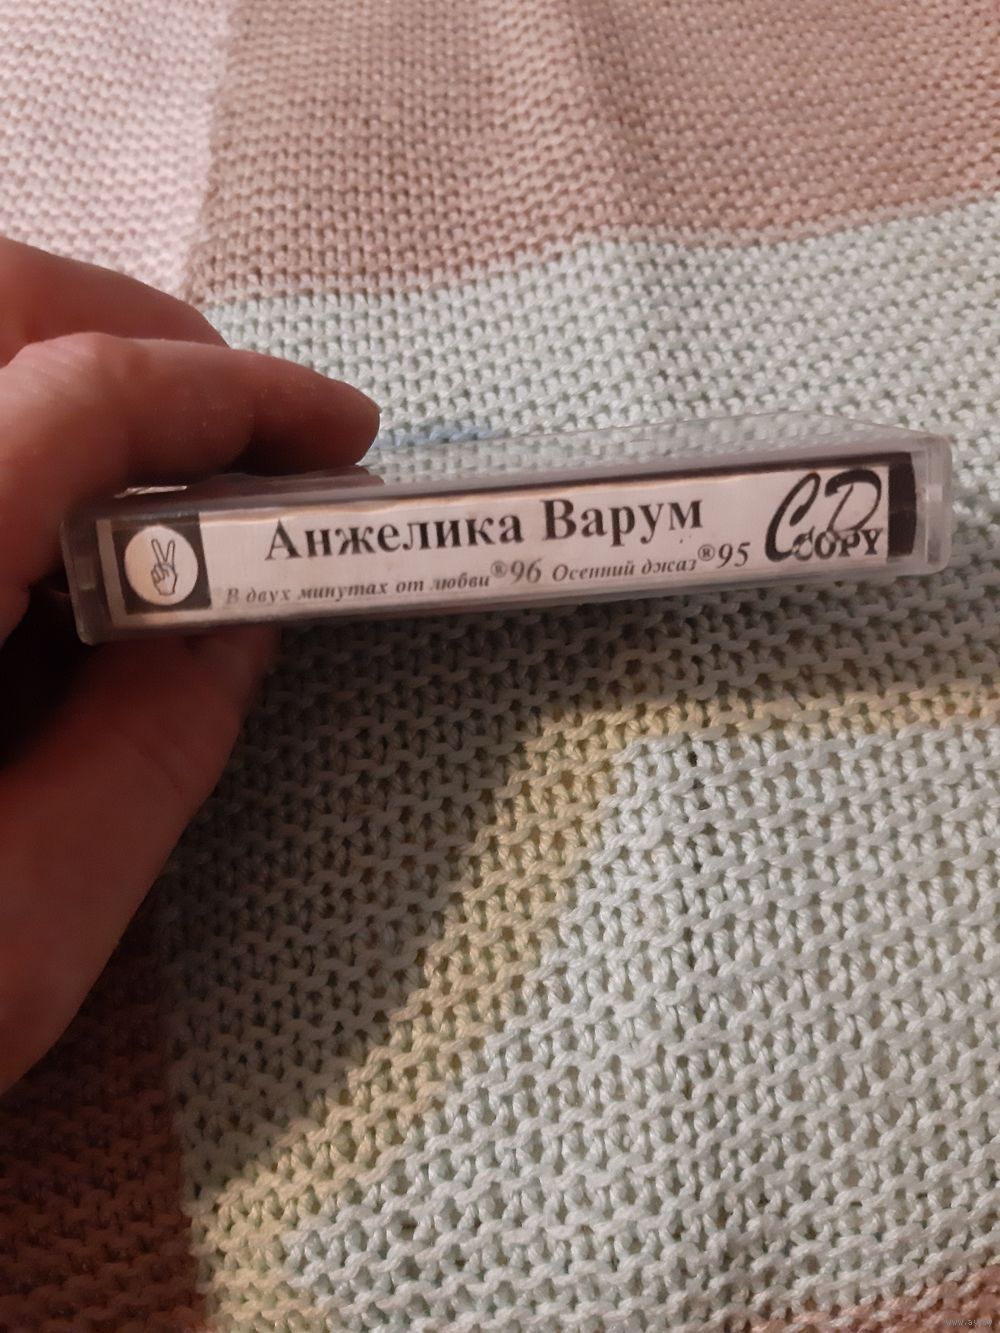 Анжелика Варум
В двух минутах от любви®96 Осенний джаз®95
CD COPY